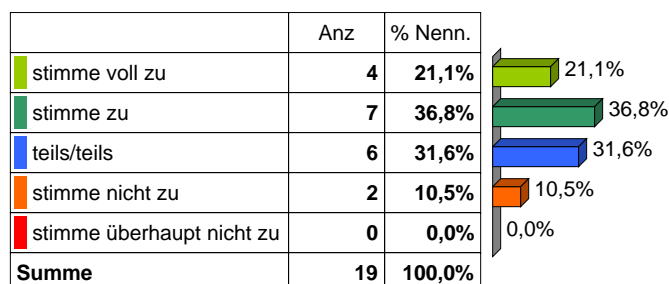 Anz % Nenn.
stimme voll zu 4 21,1% 21,1%
stimme zu 7 36,8% 36,8%
teils/teils 6 31,6% 31,6%
stimme nicht zu 2 10,5% 10,5%
stimme überhaupt nicht zu 0 0,0% 0,0%
Summe 19 100,0%